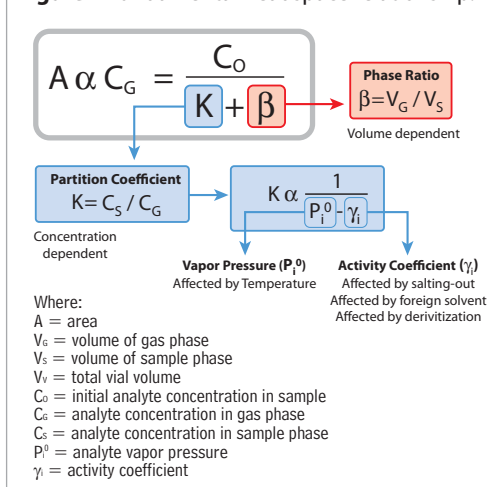 A α C_G = C_O / (K + β)
Phase Ratio
β=V_G / V_S
Volume dependent
Partition Coefficient
K= C_S / C_G
Concentration
dependent
K α 1 / (P_i^0 - γ_i)
Vapor Pressure (P_i^0)
Affected by Temperature
Activity Coefficient (γ_i)
Affected by salting-out
Affected by foreign solvent
Affected by derivitization
Where:
A = area
V_G = volume of gas phase
V_S = volume of sample phase
V_V = total vial volume
C_O = initial analyte concentration in sample
C_G = analyte concentration in gas phase
C_S = analyte concentration in sample phase
P_i^0 = analyte vapor pressure
γ_i = activity coefficient